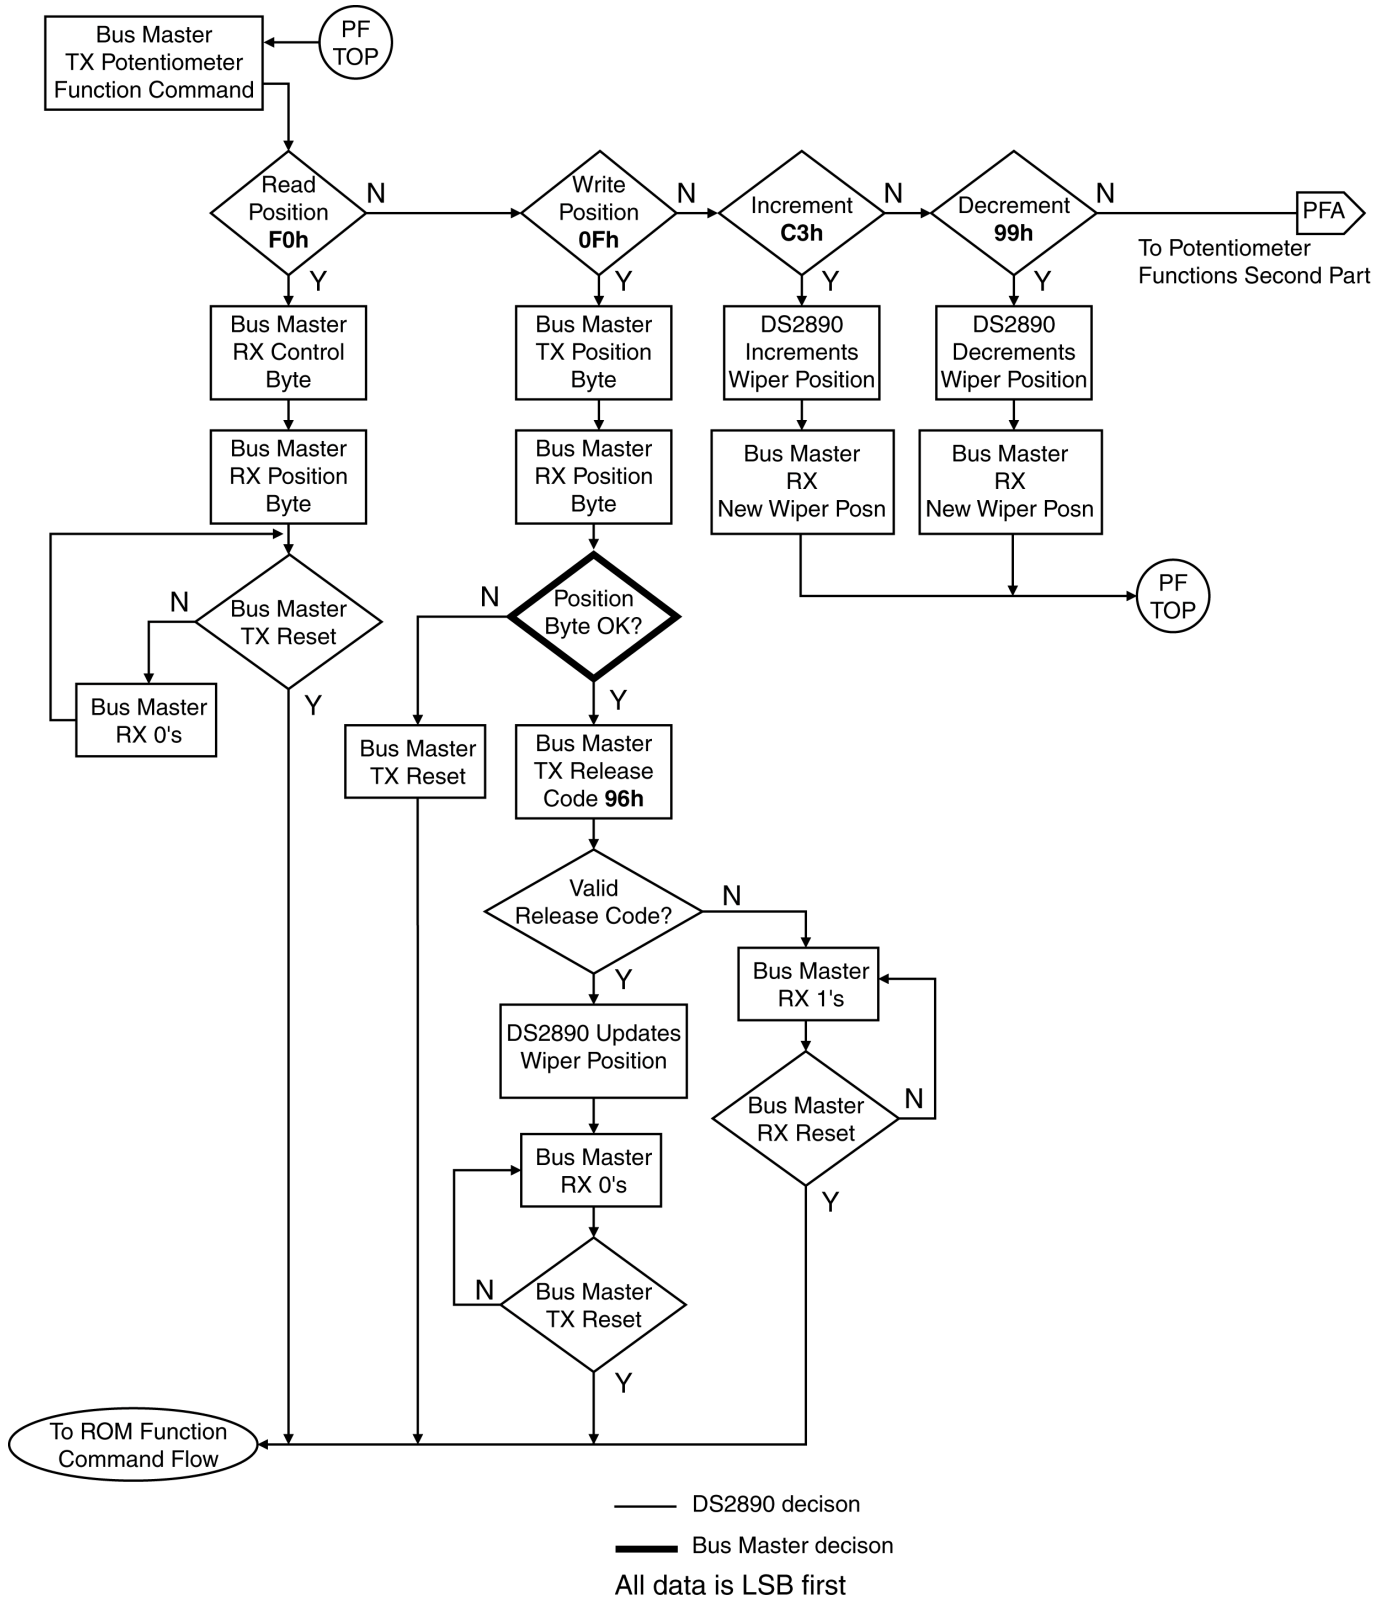 Bus Master
TX Potentiometer
Function Command
PF
TOP
Read
Position
F0h
N
Y
Write
Position
0Fh
N
Y
Increment
C3h
N
Y
Decrement
99h
N
Y
PFA
To Potentiometer
Functions Second Part
Bus Master
RX Control
Byte
Bus Master
TX Position
Byte
DS2890
Increments
Wiper Position
DS2890
Decrements
Wiper Position
Bus Master
RX Position
Byte
Bus Master
RX Position
Byte
Bus Master
RX
New Wiper Posn
Bus Master
RX
New Wiper Posn
PF
TOP
N
Bus Master
TX Reset
Y
Bus Master
RX 0's
N
Position
Byte OK?
Y
Bus Master
TX Reset
Bus Master
TX Release
Code 96h
Valid
Release Code?
N
Y
Bus Master
RX 1's
DS2890 Updates
Wiper Position
Bus Master
RX Reset
N
Y
Bus Master
RX 0's
N
Bus Master
TX Reset
Y
To ROM Function
Command Flow
DS2890 decison
Bus Master decison
All data is LSB first